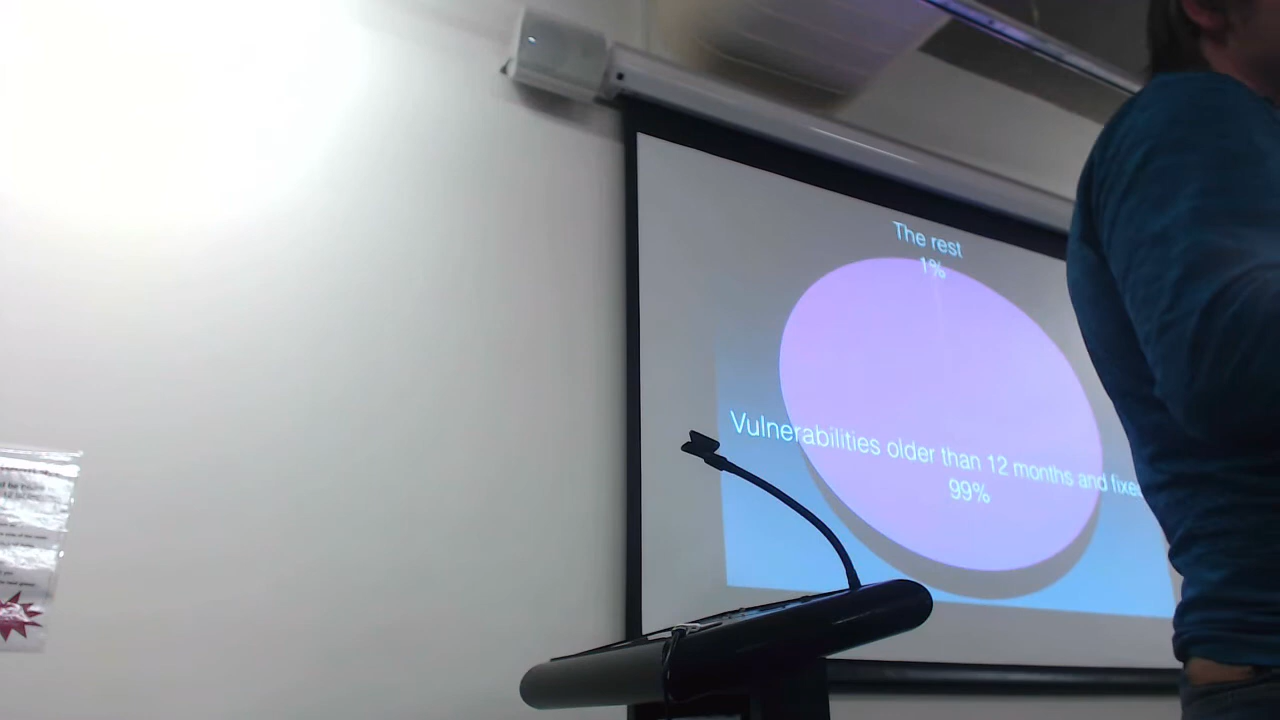 The rest
1%
Vulnerabilities older than 12 months and fixed
99%